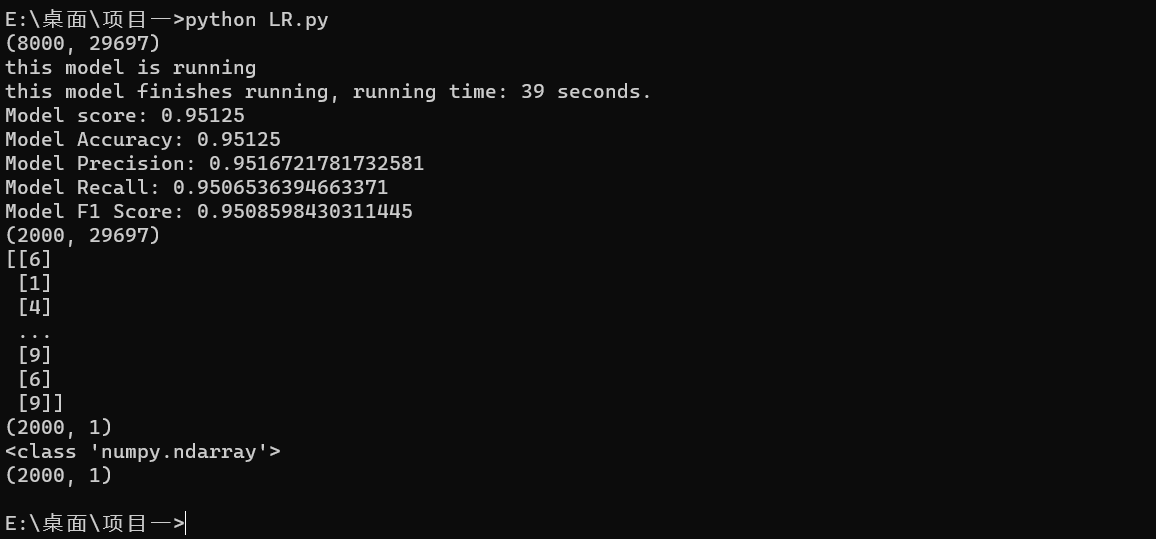 E:\桌面\项目一>python LR.py
(8000, 29697)
this model is running
this model finishes running, running time: 39 seconds.
Model score: 0.95125
Model Accuracy: 0.95125
Model Precision: 0.9516721781732581
Model Recall: 0.9506536394663371
Model F1 Score: 0.9508598430311445
(2000, 29697)
[[6]
 [1]
 [4]
 ...
 [9]
 [6]
 [9]]
(2000, 1)
<class 'numpy.ndarray'>
(2000, 1)
E:\桌面\项目一>